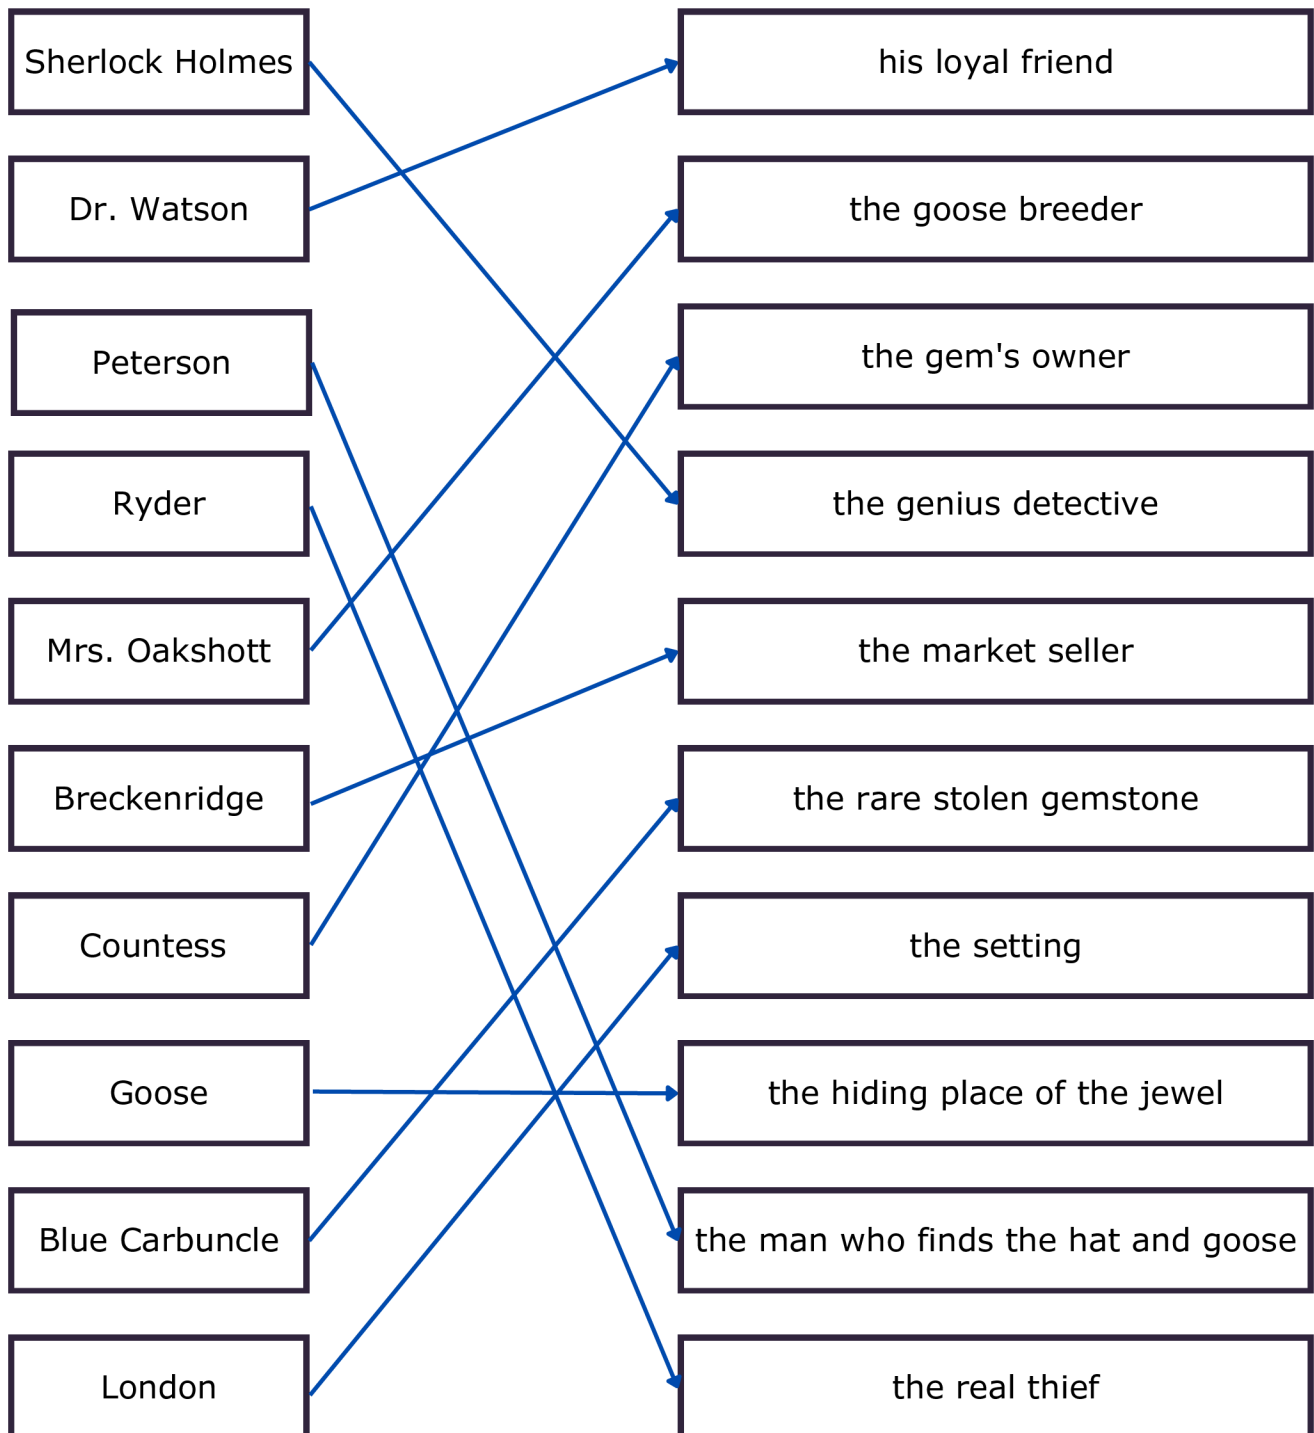 Sherlock Holmes
his loyal friend
Dr. Watson
the goose breeder
Peterson
the gem's owner
Ryder
the genius detective
Mrs. Oakshott
the market seller
Breckenridge
the rare stolen gemstone
Countess
the setting
Goose
the hiding place of the jewel
Blue Carbuncle
the man who finds the hat and goose
London
the real thief